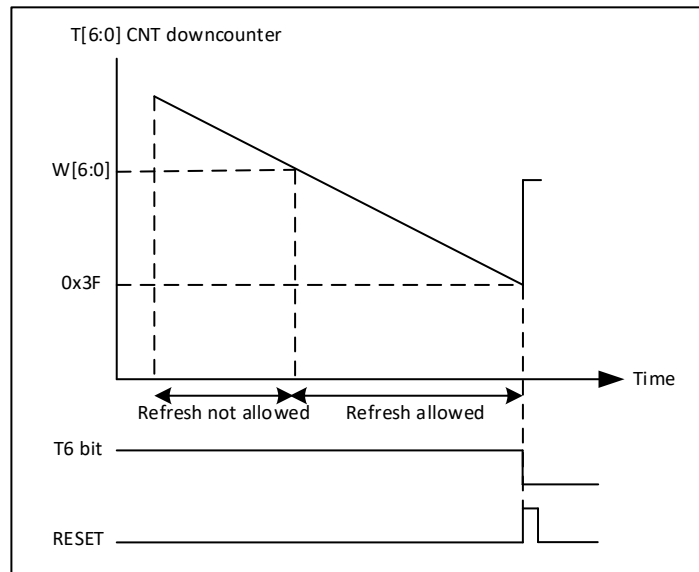 T[6:0] CNT downcounter
W[6:0]
0x3F
Time
Refresh not allowed
Refresh allowed
T6 bit
RESET